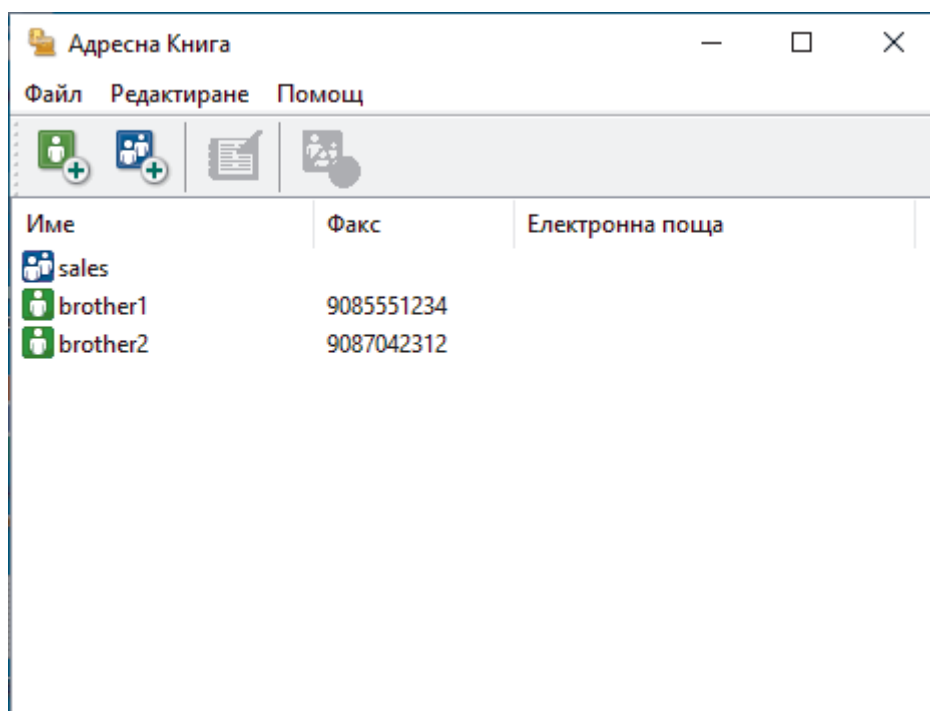 Адресна Книга
Файл Редактиране Помощ
Име Факс Електронна поща
sales
brother1 9085551234
brother2 9087042312